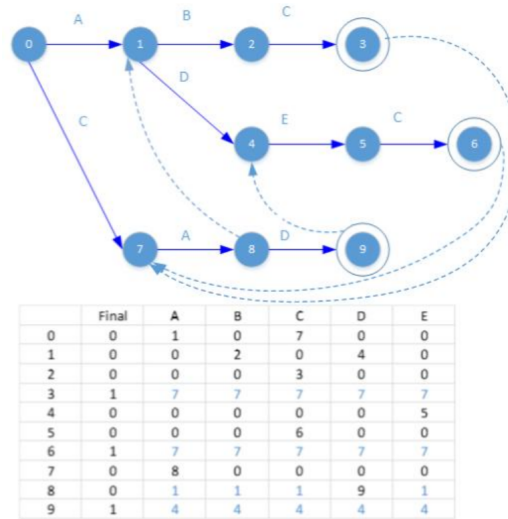 A
B
C
0
1
2
3
D
C
E
C
4
5
6
A
D
7
8
9
Final A B C D E
0 0 1 0 7 0 0
1 0 0 2 0 4 0
2 0 0 0 3 0 0
3 1 7 7 7 7 7
4 0 0 0 0 0 5
5 0 0 0 6 0 0
6 1 7 7 7 7 7
7 0 8 0 0 0 0
8 0 1 1 1 9 1
9 1 4 4 4 4 4